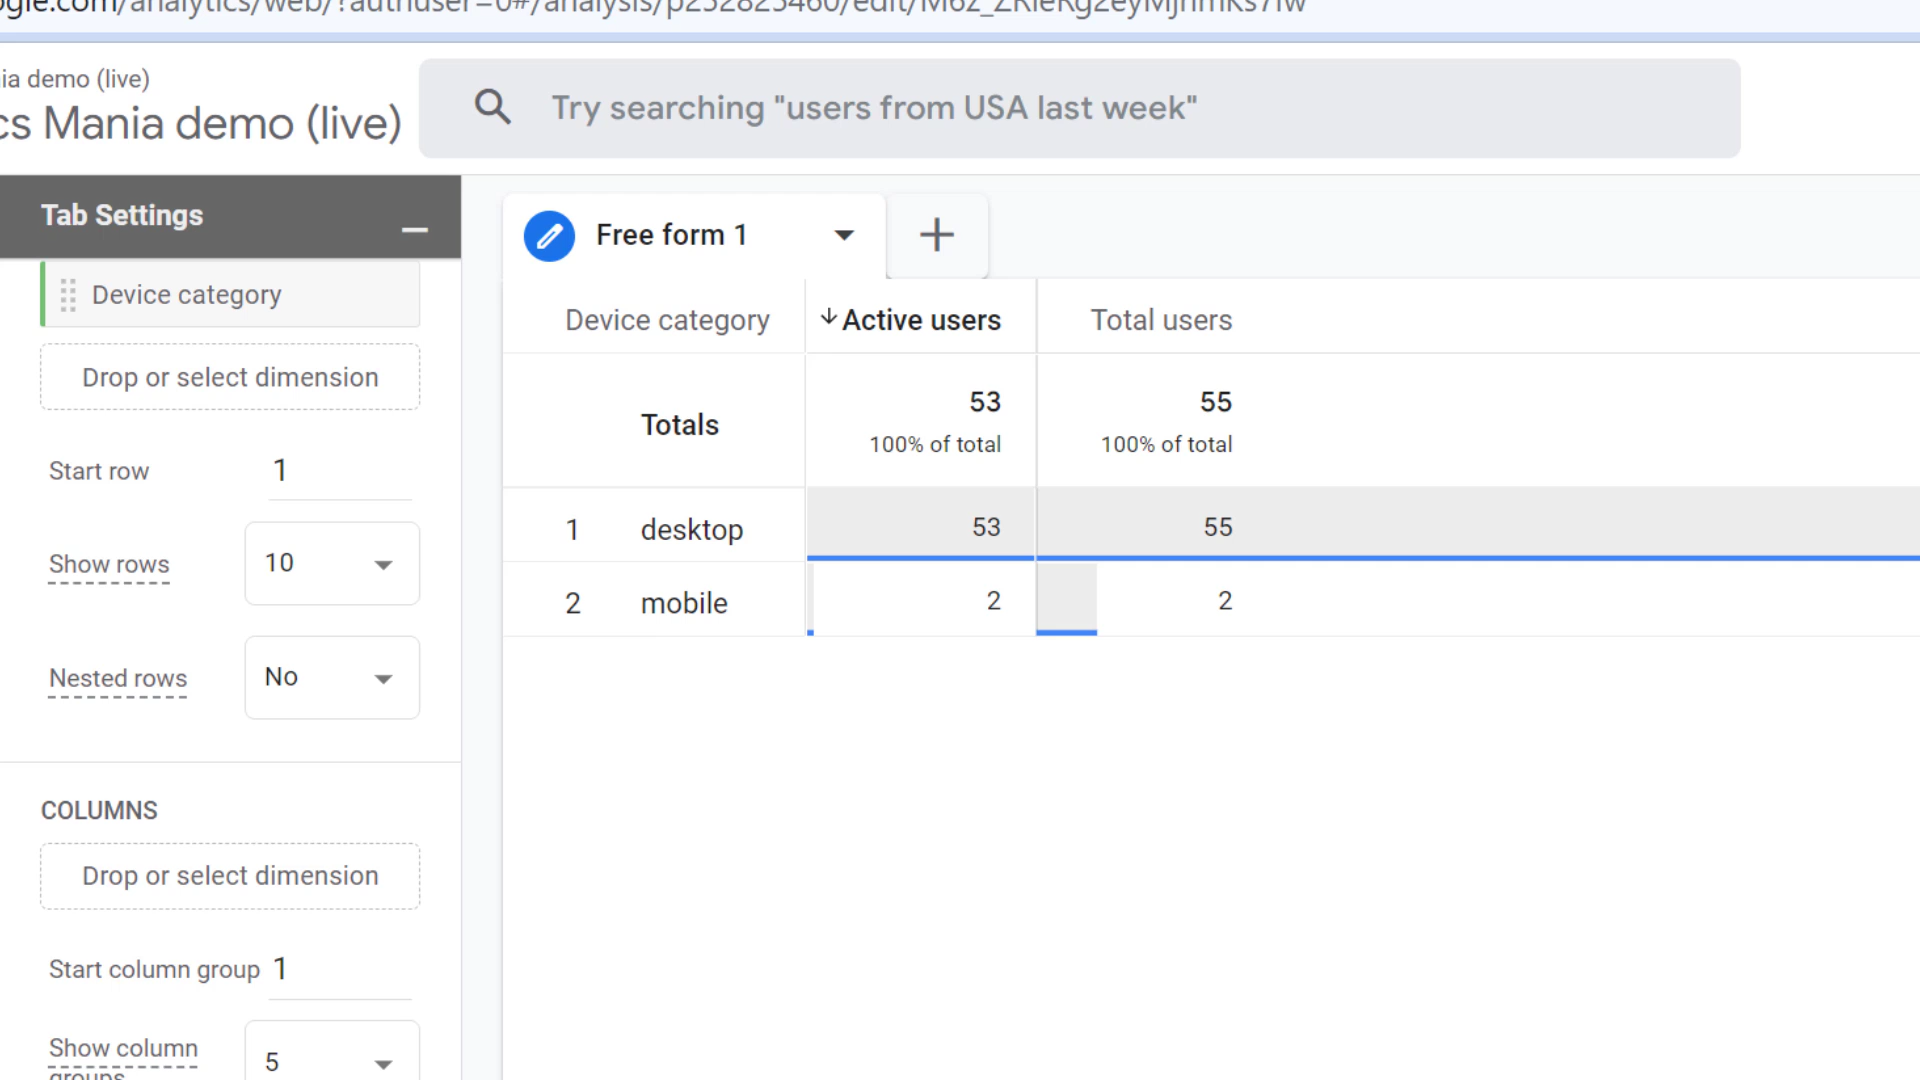 ia demo (live)
cs Mania demo (live)
Try searching "users from USA last week"
Tab Settings
Device category
Drop or select dimension
Start row 1
Show rows 10
Nested rows No
COLUMNS
Drop or select dimension
Start column group 1
Show column groups 5
Free form 1
Device category Active users Total users
Totals 53 55
100% of total 100% of total
1 desktop 53 55
2 mobile 2 2